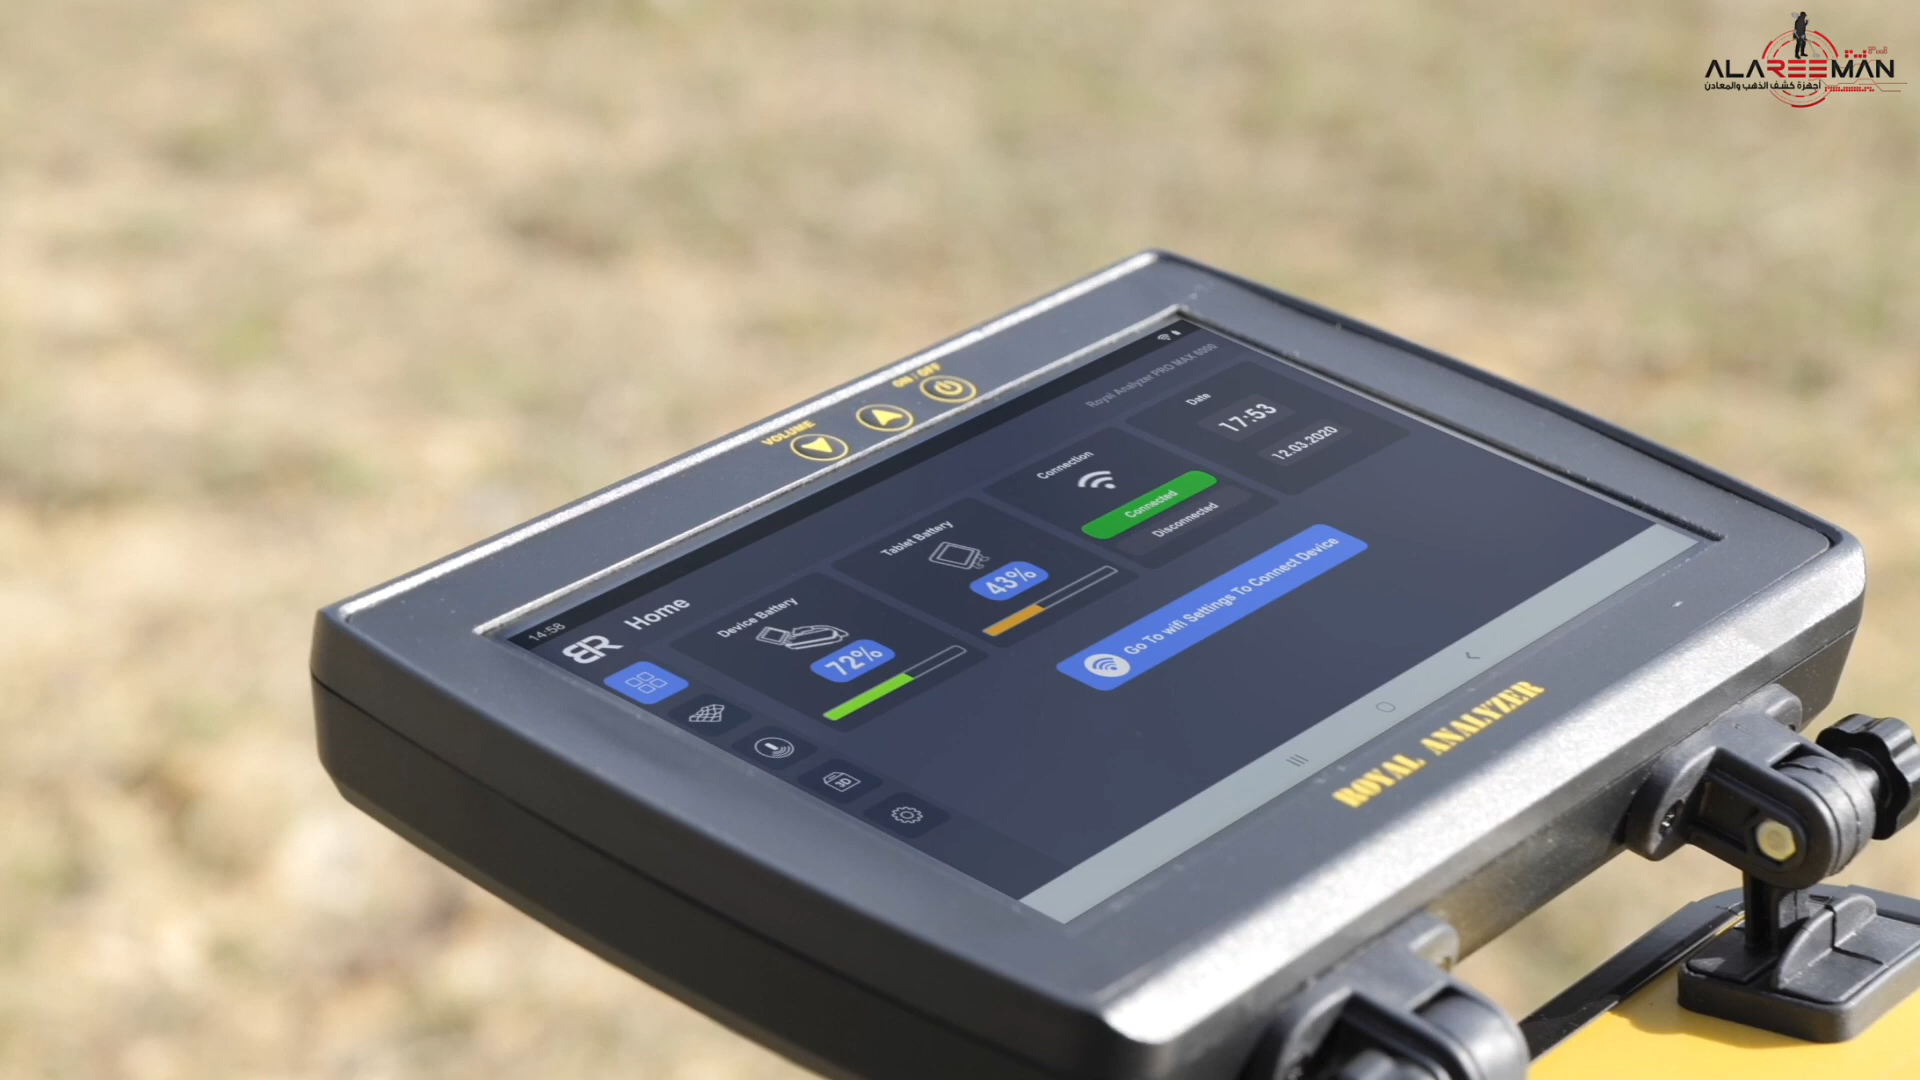 ALAREEMAN
أجهزة كشف الذهب والمعادن
ON / OFF
VOLUME
14:58
Royal Analyzer PRO MAX 6000
BR
Home
Device Battery
72%
Tablet Battery
43%
Connection
Connected
Disconnected
Date
17:53
12.03.2020
Go To wifi Settings To Connect Device
3D
ROYAL ANALYZER